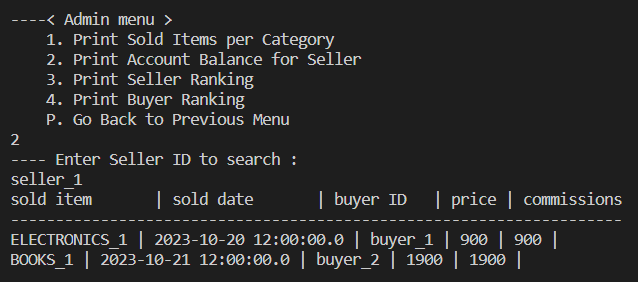 ----< Admin menu >
    1. Print Sold Items per Category
    2. Print Account Balance for Seller
    3. Print Seller Ranking
    4. Print Buyer Ranking
    P. Go Back to Previous Menu
2
---- Enter Seller ID to search :
seller_1
sold item       | sold date       | buyer ID   | price | commissions
--------------------------------------------------------------------
ELECTRONICS_1 | 2023-10-20 12:00:00.0 | buyer_1 | 900 | 900 |
BOOKS_1 | 2023-10-21 12:00:00.0 | buyer_2 | 1900 | 1900 |